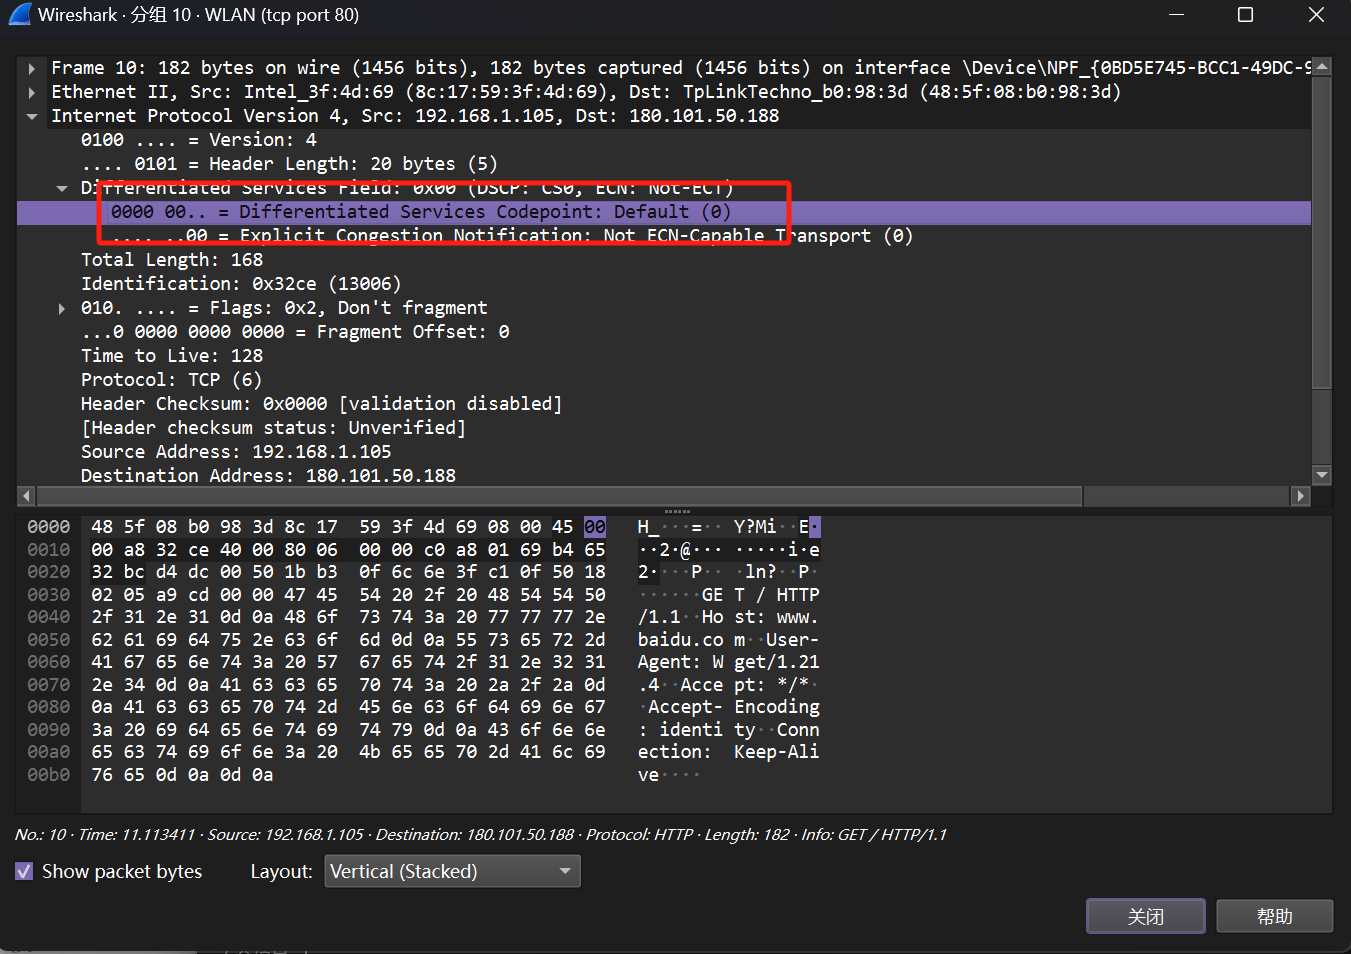 Wireshark · 分组 10 · WLAN (tcp port 80)
Frame 10: 182 bytes on wire (1456 bits), 182 bytes captured (1456 bits) on interface \Device\NPF_{0BD5E745-BCC1-49DC-9
Ethernet II, Src: Intel_3f:4d:69 (8c:17:59:3f:4d:69), Dst: TpLinkTechno_b0:98:3d (48:5f:08:b0:98:3d)
Internet Protocol Version 4, Src: 192.168.1.105, Dst: 180.101.50.188
0100 .... = Version: 4
.... 0101 = Header Length: 20 bytes (5)
Differentiated Services Field: 0x00 (DSCP: CS0, ECN: Not-ECT)
0000 00.. = Differentiated Services Codepoint: Default (0)
.... ..00 = Explicit Congestion Notification: Not ECN-Capable Transport (0)
Total Length: 168
Identification: 0x32ce (13006)
010. .... = Flags: 0x2, Don't fragment
...0 0000 0000 0000 = Fragment Offset: 0
Time to Live: 128
Protocol: TCP (6)
Header Checksum: 0x0000 [validation disabled]
[Header checksum status: Unverified]
Source Address: 192.168.1.105
Destination Address: 180.101.50.188
0000 48 5f 08 b0 98 3d 8c 17 59 3f 4d 69 08 00 45 00 H_···=·· Y?Mi··E·
0010 00 a8 32 ce 40 00 80 06 00 00 c0 a8 01 69 b4 65 ··2·@··· ·····i·e
0020 32 bc d4 dc 00 50 1b b3 0f 6c 6e 3f c1 0f 50 18 2····P·· ·ln?··P·
0030 02 05 a9 cd 00 00 47 45 54 20 2f 20 48 54 54 50 ······GE T / HTTP
0040 2f 31 2e 31 0d 0a 48 6f 73 74 3a 20 77 77 77 2e /1.1··Ho st: www.
0050 62 61 69 64 75 2e 63 6f 6d 0d 0a 55 73 65 72 2d baidu.co m··User-
0060 41 67 65 6e 74 3a 20 57 67 65 74 2f 31 2e 32 31 Agent: W get/1.21
0070 2e 34 0d 0a 41 63 63 65 70 74 3a 20 2a 2f 2a 0d .4··Acce pt: */*·
0080 0a 41 63 63 65 70 74 2d 45 6e 63 6f 64 69 6e 67 ·Accept- Encoding
0090 3a 20 69 64 65 6e 74 69 74 79 0d 0a 43 6f 6e 6e : identi ty··Conn
00a0 65 63 74 69 6f 6e 3a 20 4b 65 65 70 2d 41 6c 69 ection: Keep-Ali
00b0 76 65 0d 0a 0d 0a ve····
No.: 10 · Time: 11.113411 · Source: 192.168.1.105 · Destination: 180.101.50.188 · Protocol: HTTP · Length: 182 · Info: GET / HTTP/1.1
Show packet bytes Layout: Vertical (Stacked)
关闭 帮助